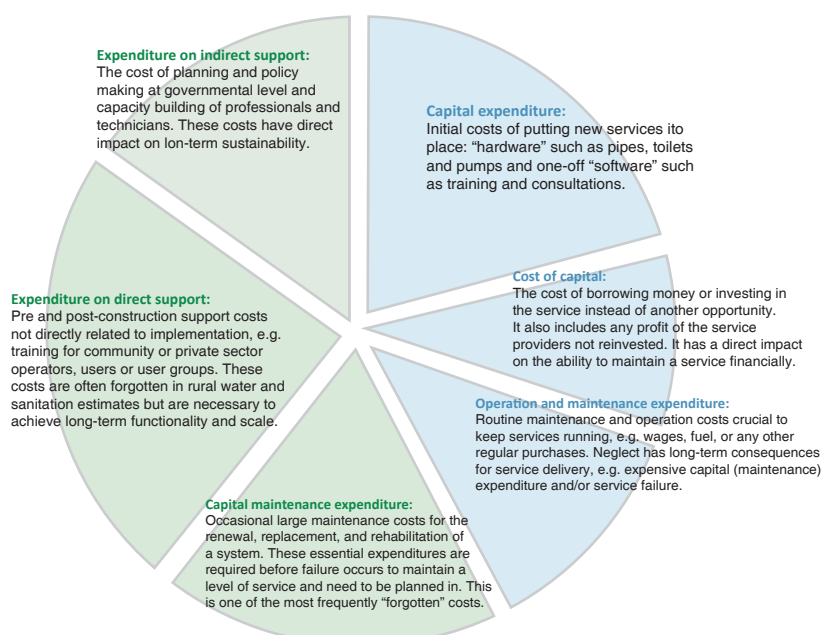 Expenditure on indirect support:
The cost of planning and policy
making at governmental level and
capacity building of professionals and
technicians. These costs have direct
impact on lon-term sustainability.
Capital expenditure:
Initial costs of putting new services ito
place: “hardware” such as pipes, toilets
and pumps and one-off “software” such
as training and consultations.
Cost of capital:
The cost of borrowing money or investing in
the service instead of another opportunity.
It also includes any profit of the service
providers not reinvested. It has a direct impact
on the ability to maintain a service financially.
Expenditure on direct support:
Pre and post-construction support costs
not directly related to implementation, e.g.
training for community or private sector
operators, users or user groups. These
costs are often forgotten in rural water and
sanitation estimates but are necessary to
achieve long-term functionality and scale.
Operation and maintenance expenditure:
Routine maintenance and operation costs crucial to
keep services running, e.g. wages, fuel, or any other
regular purchases. Neglect has long-term consequences
for service delivery, e.g. expensive capital (maintenance)
expenditure and/or service failure.
Capital maintenance expenditure:
Occasional large maintenance costs for the
renewal, replacement, and rehabilitation of
a system. These essential expenditures are
required before failure occurs to maintain a
level of service and need to be planned in. This
is one of the most frequently “forgotten” costs.